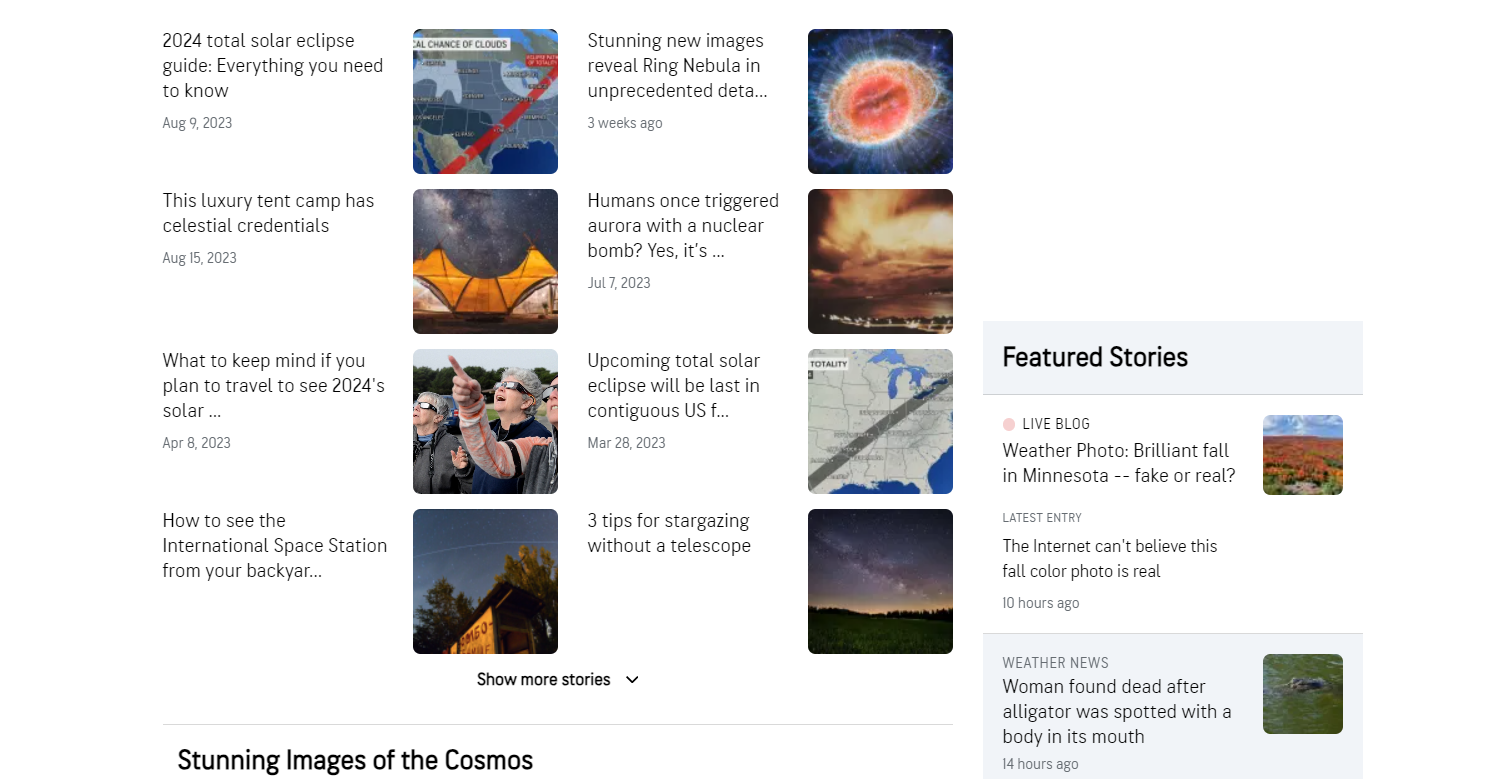 2024 total solar eclipse
guide: Everything you need
to know
Aug 9, 2023
CAL CHANCE OF CLOUDS
Stunning new images
reveal Ring Nebula in
unprecedented deta...
3 weeks ago
This luxury tent camp has
celestial credentials
Aug 15, 2023
Humans once triggered
aurora with a nuclear
bomb? Yes, it's ...
Jul 7, 2023
What to keep mind if you
plan to travel to see 2024's
solar ...
Apr 8, 2023
Upcoming total solar
eclipse will be last in
contiguous US f...
Mar 28, 2023
TOTALITY
How to see the
International Space Station
from your backyar...
3 tips for stargazing
without a telescope
Show more stories
Stunning Images of the Cosmos
Featured Stories
LIVE BLOG
Weather Photo: Brilliant fall
in Minnesota -- fake or real?
LATEST ENTRY
The Internet can't believe this
fall color photo is real
10 hours ago
WEATHER NEWS
Woman found dead after
alligator was spotted with a
body in its mouth
14 hours ago